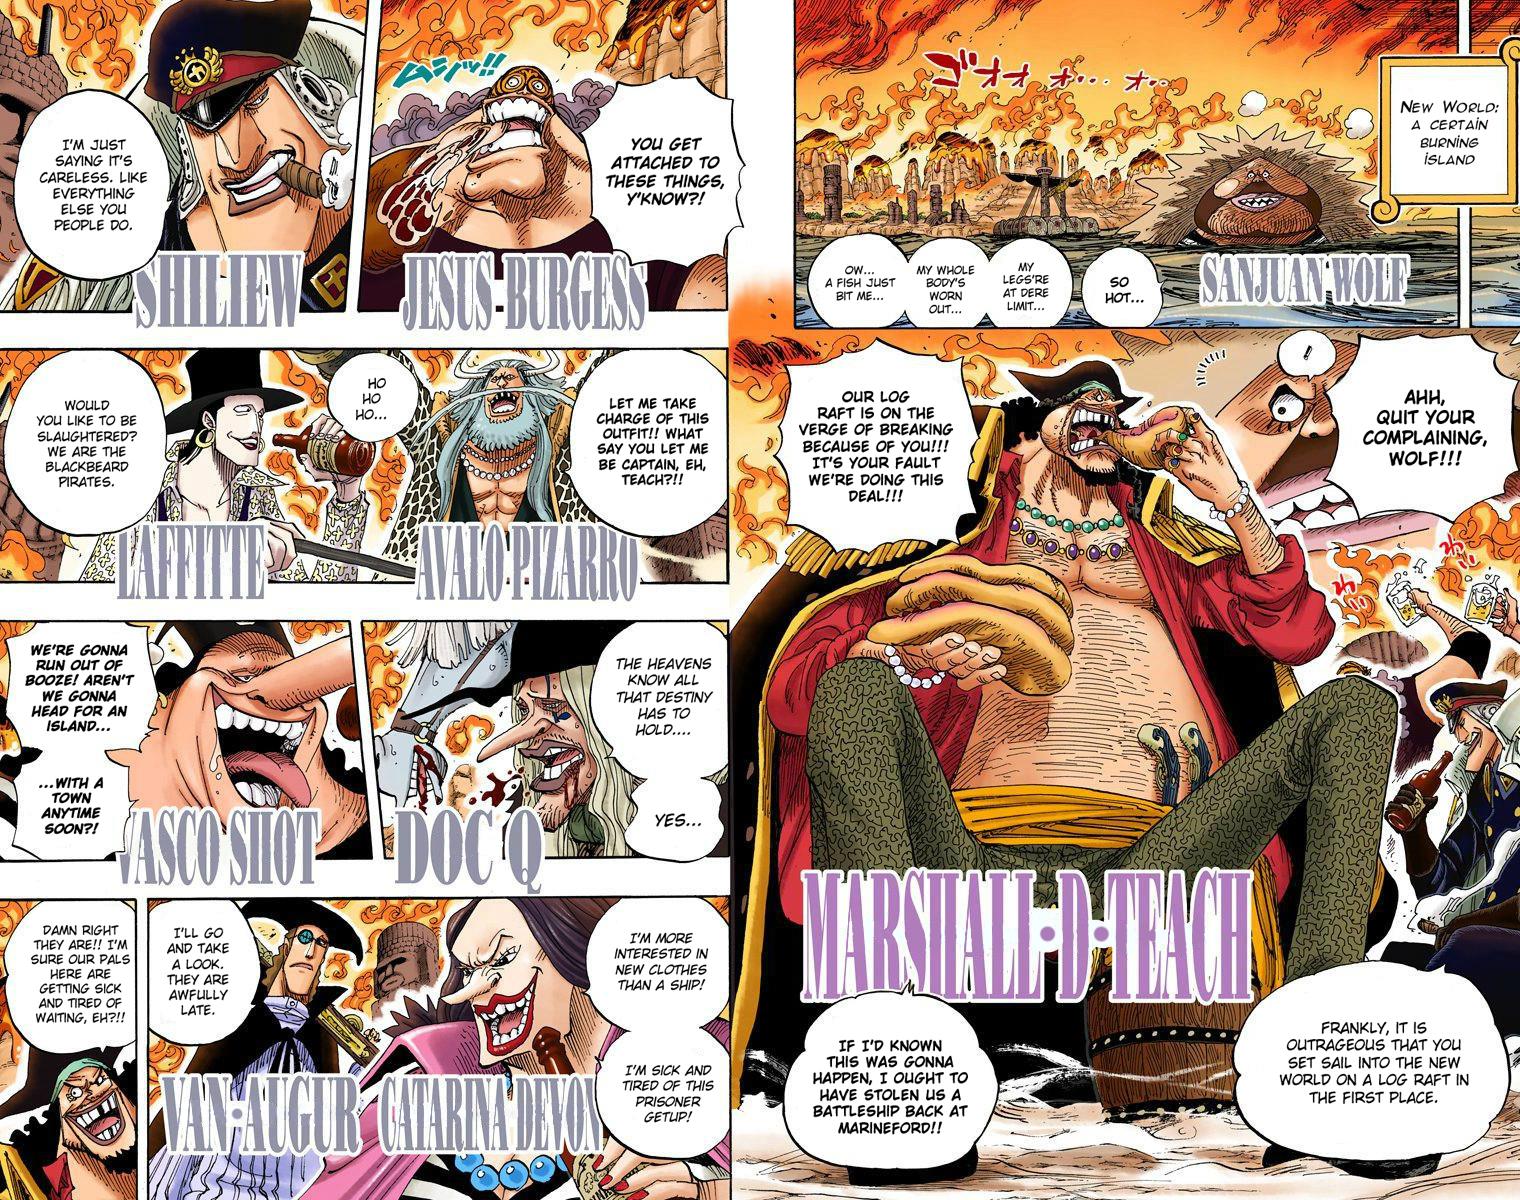 NEW WORLD:
A CERTAIN
BURNING
ISLAND
ゴオオオ…オ…
SO
HOT...
MY
LEGS'RE
AT DERE
LIMIT...
MY WHOLE
BODY'S
WORN
OUT...
OW...
A FISH JUST
BIT ME...
SANJUAN WOLF
!
AHH,
QUIT YOUR
COMPLAINING,
WOLF!!!
OUR LOG
RAFT IS ON THE
VERGE OF BREAKING
BECAUSE OF YOU!!!
IT'S YOUR FAULT
WE'RE DOING THIS
DEAL!!!
MARSHALL·D·TEACH
FRANKLY, IT IS
OUTRAGEOUS THAT YOU
SET SAIL INTO THE NEW
WORLD ON A LOG RAFT IN
THE FIRST PLACE.
IF I'D KNOWN
THIS WAS GONNA
HAPPEN, I OUGHT TO
HAVE STOLEN US A
BATTLESHIP BACK AT
MARINEFORD!!
YOU GET
ATTACHED TO
THESE THINGS,
Y'KNOW?!
ムシッ!!
JESUS·BURGESS
I'M JUST
SAYING IT'S
CARELESS. LIKE
EVERYTHING
ELSE YOU
PEOPLE DO.
SHILIEW
LET ME TAKE
CHARGE OF THIS
OUTFIT!! WHAT
SAY YOU LET ME
BE CAPTAIN, EH,
TEACH?!!
AVALO PIZARRO
HO
HO
HO...
WOULD
YOU LIKE TO BE
SLAUGHTERED?
WE ARE THE
BLACKBEARD
PIRATES.
LAFFITTE
THE HEAVENS
KNOW ALL
THAT DESTINY
HAS TO
HOLD....
YES...
DOC Q
WE'RE GONNA
RUN OUT OF
BOOZE! AREN'T
WE GONNA
HEAD FOR AN
ISLAND...
...WITH A
TOWN
ANYTIME
SOON?!
VASCO SHOT
I'M MORE
INTERESTED IN
NEW CLOTHES
THAN A SHIP!
I'M SICK AND
TIRED OF THIS
PRISONER
GETUP!
CATARINA DEVON
I'LL GO
AND TAKE
A LOOK.
THEY ARE
AWFULLY
LATE.
VAN·AUGUR
DAMN RIGHT
THEY ARE!! I'M
SURE OUR PALS
HERE ARE
GETTING SICK
AND TIRED OF
WAITING, EH?!!